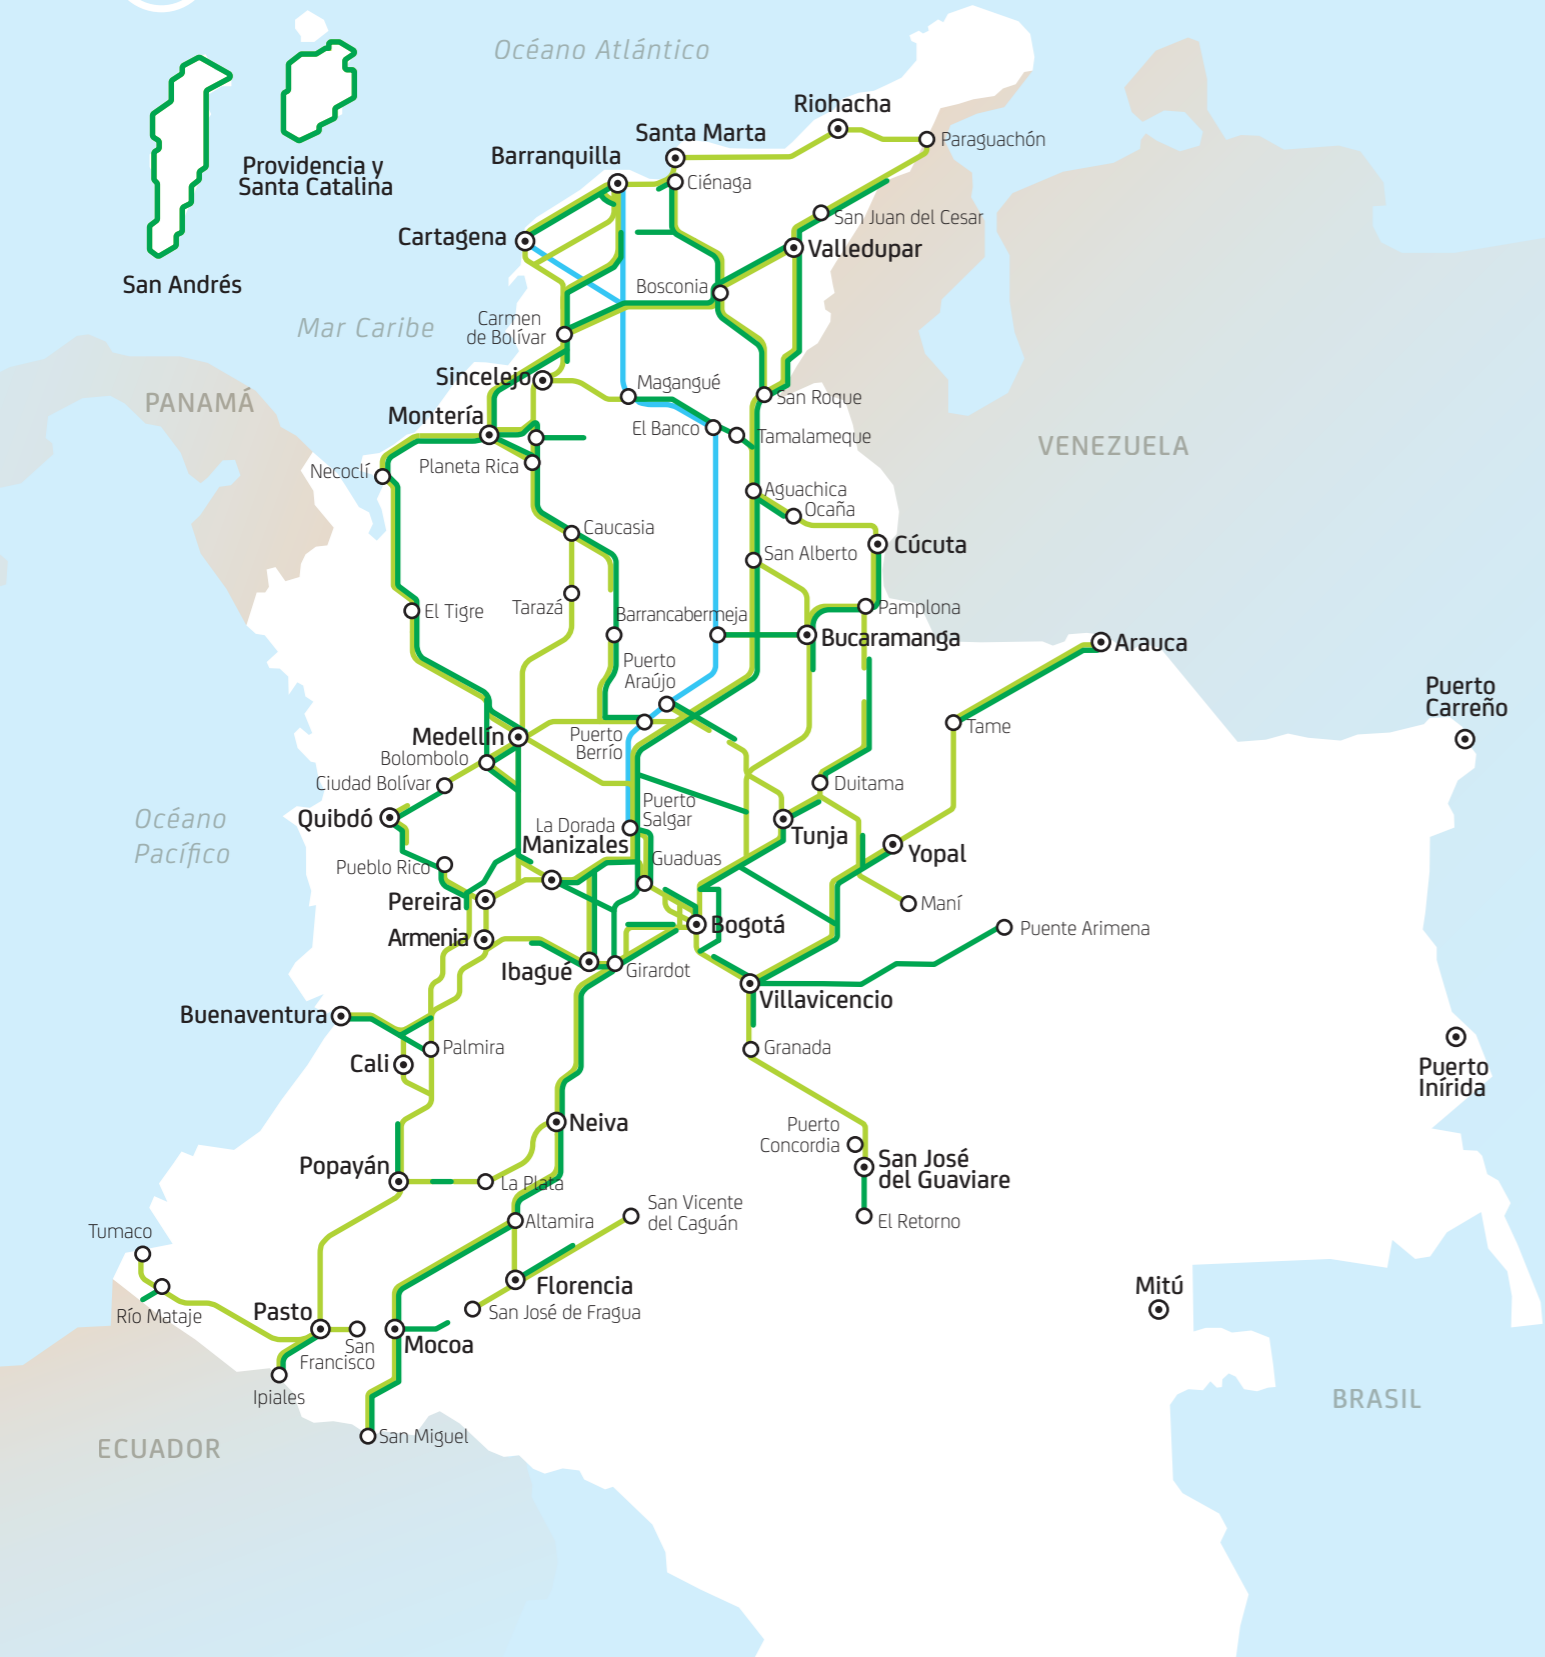 Océano Atlántico
Riohacha
Santa Marta
Paraguachón
Barranquilla
Providencia y
Santa Catalina
Ciénaga
San Juan del Cesar
Cartagena
Valledupar
San Andrés
Bosconia
Mar Caribe
Carmen
de Bolívar
Sincelejo
Magangué
PANAMÁ
San Roque
Montería
El Banco
Tamalameque
VENEZUELA
Necoclí
Planeta Rica
Aguachica
Ocaña
Caucasia
Cúcuta
San Alberto
El Tigre
Tarazá
Barrancabermeja
Pamplona
Bucaramanga
Arauca
Puerto
Araújo
Puerto
Carreño
Medellín
Puerto
Berrío
Tame
Bolombolo
Ciudad Bolívar
Duitama
Puerto
Salgar
Océano
Pacífico
Quibdó
La Dorada
Tunja
Manizales
Yopal
Guaduas
Pueblo Rico
Pereira
Maní
Bogotá
Puente Arimena
Armenia
Ibagué
Girardot
Villavicencio
Buenaventura
Palmira
Granada
Cali
Puerto
Inírida
Neiva
Puerto
Concordia
San José
del Guaviare
Popayán
La Plata
San Vicente
del Caguán
Altamira
El Retorno
Tumaco
Florencia
Mitú
Río Mataje
Pasto
San José de Fragua
San
Francisco
Mocoa
Ipiales
BRASIL
San Miguel
ECUADOR